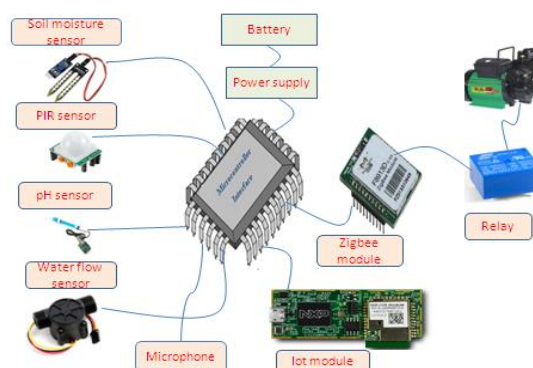 Soil moisture
sensor
Battery
Power supply
PIR sensor
Microcontroller
Interface
pH sensor
Zigbee
module
Relay
Water flow
sensor
NXP
Microphone
Iot module